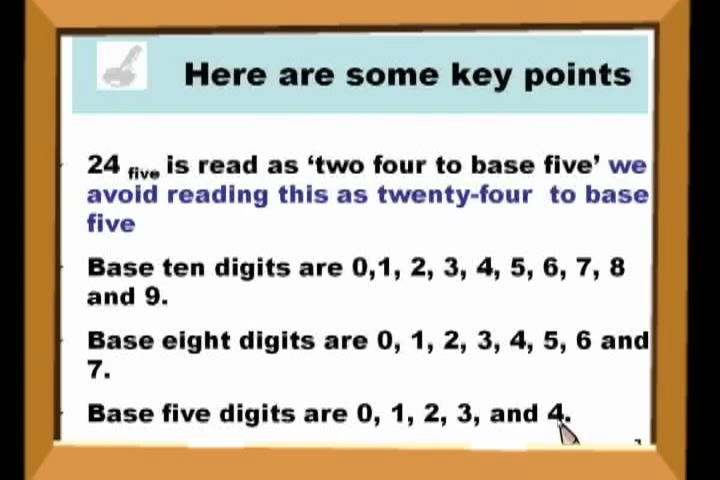 Here are some key points
24 five is read as ‘two four to base five’ we
avoid reading this as twenty-four to base
five
Base ten digits are 0,1, 2, 3, 4, 5, 6, 7, 8
and 9.
Base eight digits are 0, 1, 2, 3, 4, 5, 6 and
7.
Base five digits are 0, 1, 2, 3, and 4.